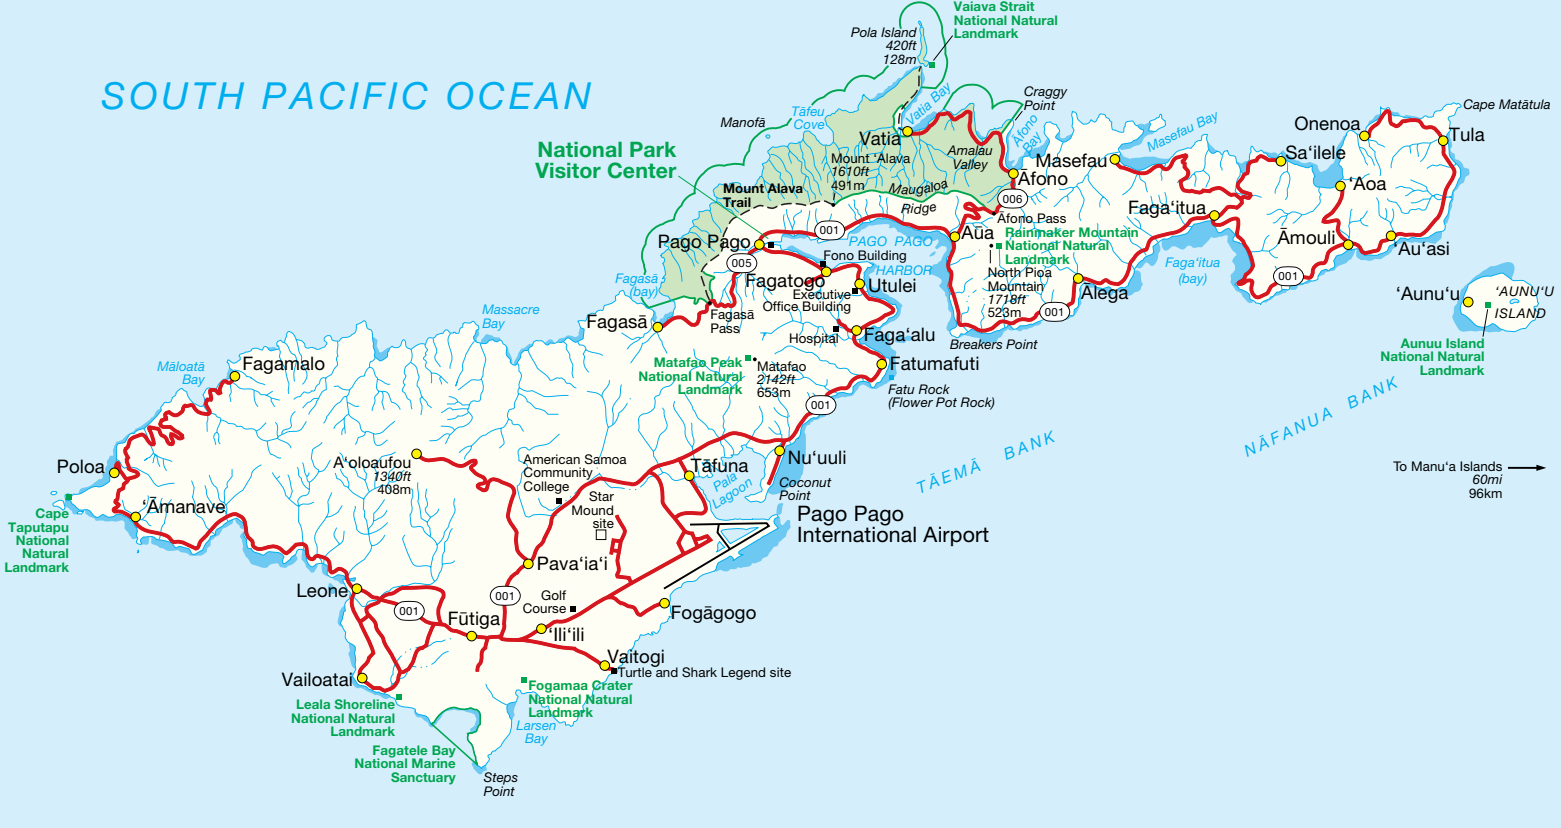 Vaiava Strait
National Natural
Landmark
Pola Island
420ft
128m
SOUTH PACIFIC OCEAN
Craggy
Point
Cape Matātula
Tāfeu
Cove
Vatia Bay
Manofā
Masefau Bay
Āfono
Bay
Onenoa
Tula
Vatia
National Park
Visitor Center
Amalau
Valley
Mount ʻAlava
1610ft
491m
Masefau
Saʻilele
Āfono
Mount Alava
Trail
Maugaloa
Ridge
ʻAoa
006
Āfono Pass
Fagaʻitua
001
Aūa
Rainmaker Mountain
National Natural
Landmark
Pago Pago
PAGO PAGO
HARBOR
Āmouli
ʻAuʻasi
Fono Building
005
Fagasā
(bay)
Fagatogo
Utulei
Executive
Office Building
North Pioa
Mountain
1718ft
523m
Fagaʻitua
(bay)
001
Ālega
ʻAunuʻu
ʻAUNUʻU
ISLAND
Massacre
Bay
Fagasā
Fagasā
Pass
Hospital
Fagaʻalu
001
Breakers Point
Aunuu Island
National Natural
Landmark
Māloatā
Bay
Fagamalo
Matafao Peak
National Natural
Landmark
Matafao
2142ft
653m
Fatumafuti
Fatu Rock
(Flower Pot Rock)
001
NĀFANUA BANK
TĀEMĀ BANK
Poloa
Aʻoloaufou
1340ft
408m
American Samoa
Community
College
Tāfuna
Nuʻuuli
Pala
Lagoon
Coconut
Point
To Manuʻa Islands
60mi
96km
Star
Mound
site
ʻĀmanave
Cape
Taputapu
National
Natural
Landmark
Pago Pago
International Airport
Pavaʻiaʻi
Leone
001
001
Golf
Course
Fūtiga
ʻIliʻili
Fogāgogo
Vaitogi
Turtle and Shark Legend site
Vailoatai
Fogamaa Crater
National Natural
Landmark
Leala Shoreline
National Natural
Landmark
Larsen
Bay
Fagatele Bay
National Marine
Sanctuary
Steps
Point